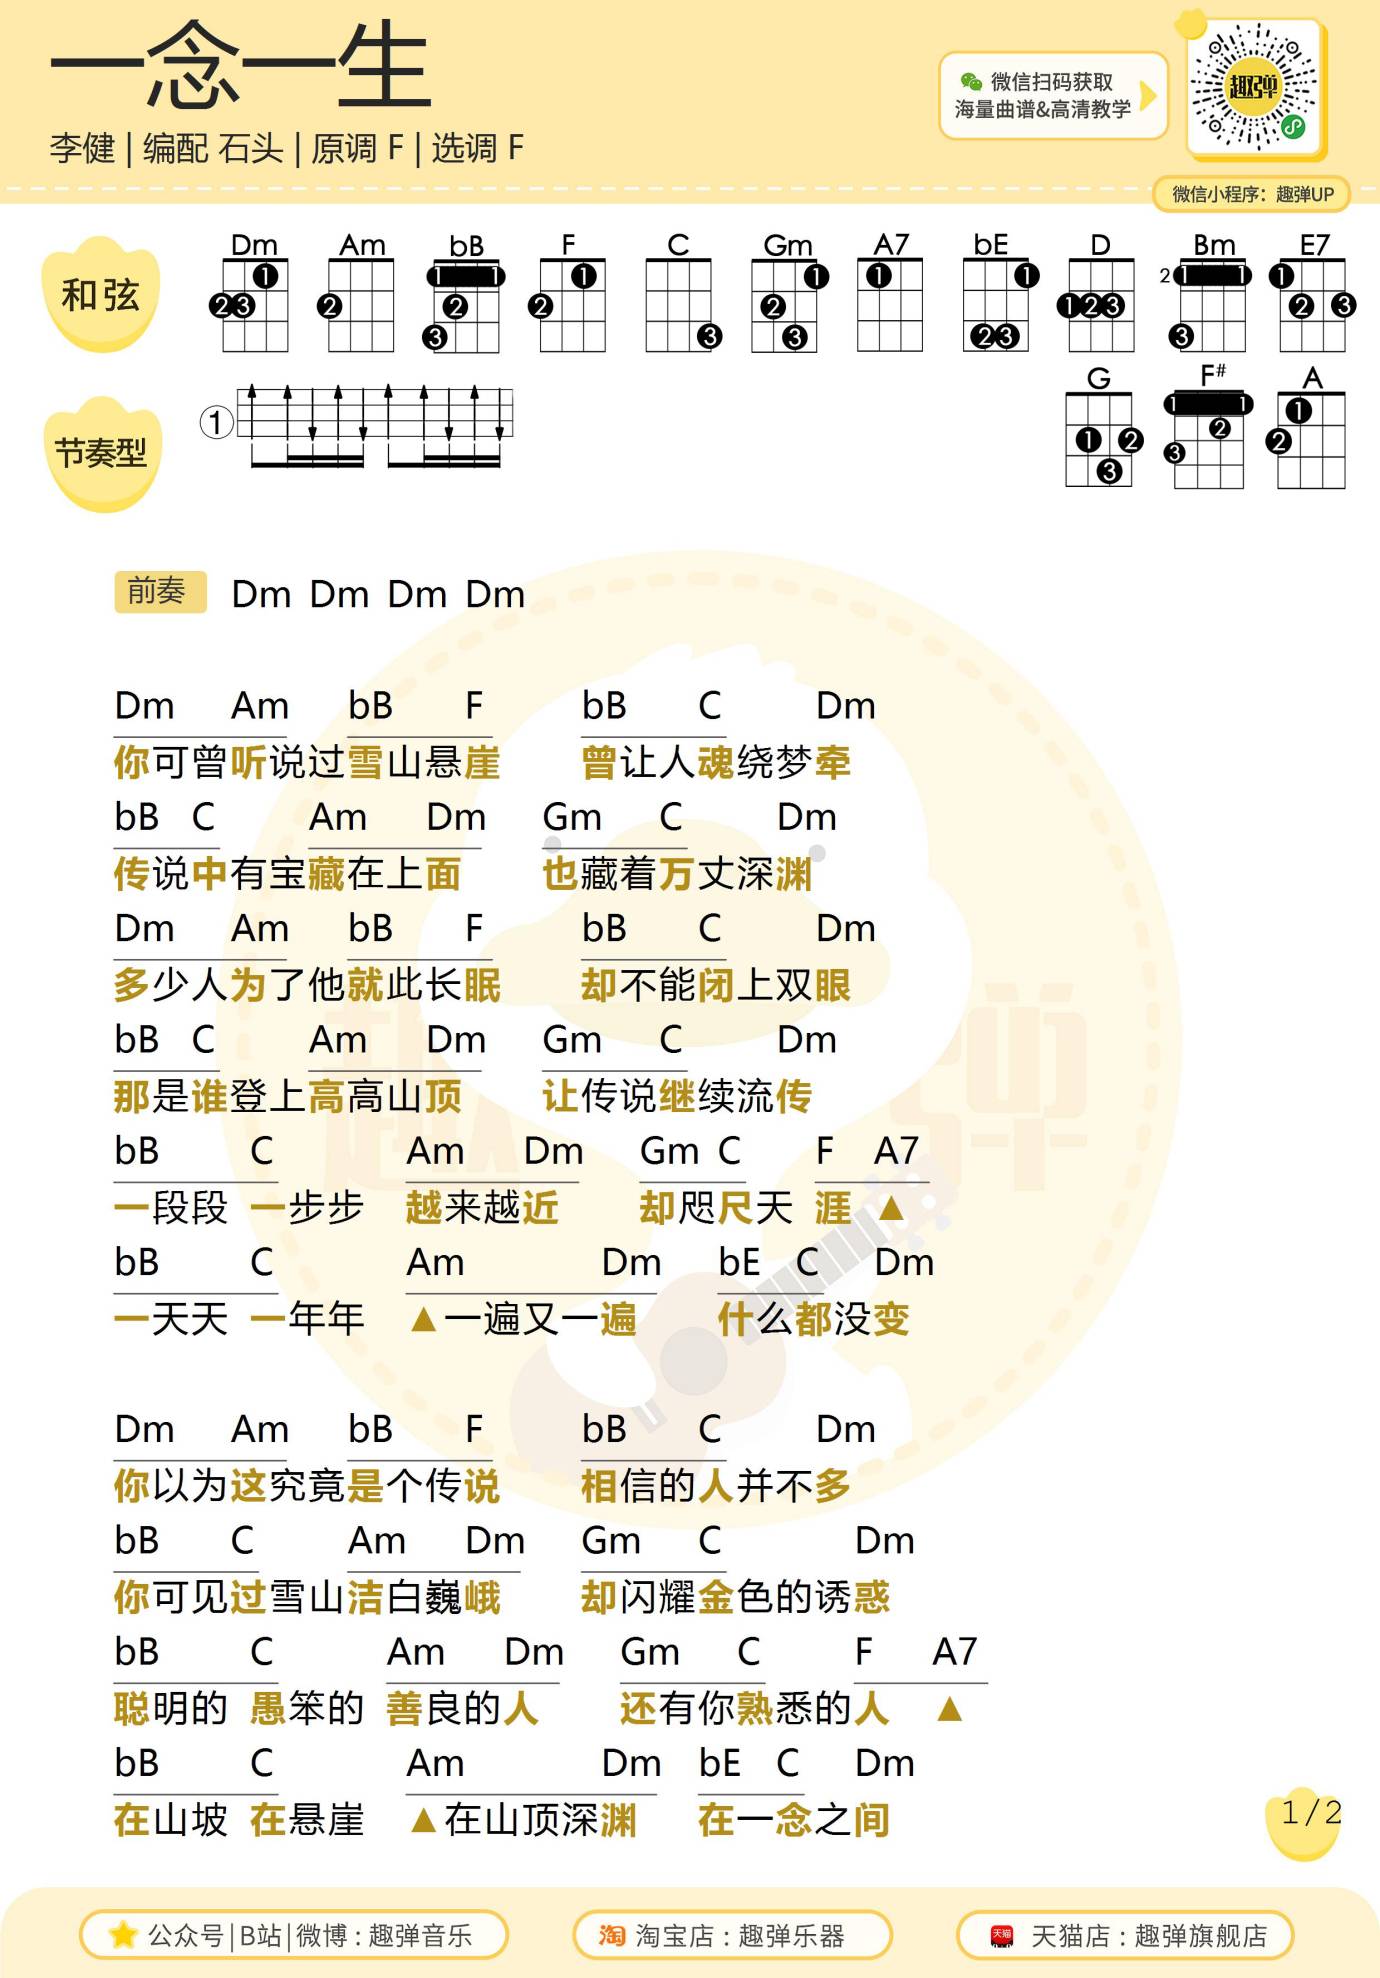 一念一生
李健 | 编配 石头 | 原调 F | 选调 F
微信扫码获取
海量曲谱&高清教学
趣弹
微信小程序：趣弹UP
和弦
Dm Am bB F C Gm A7 bE D Bm E7
G F# A
节奏型
①
前奏 Dm Dm Dm Dm
Dm Am bB F bB C Dm
你可曾听说过雪山悬崖 曾让人魂绕梦牵
bB C Am Dm Gm C Dm
传说中有宝藏在上面 也藏着万丈深渊
Dm Am bB F bB C Dm
多少人为了他就此长眠 却不能闭上双眼
bB C Am Dm Gm C Dm
那是谁登上高高山顶 让传说继续流传
bB C Am Dm Gm C F A7
一段段 一步步 越来越近 却咫尺天 涯 ▲
bB C Am Dm bE C Dm
一天天 一年年 ▲一遍又一遍 什么都没变
Dm Am bB F bB C Dm
你以为这究竟是个传说 相信的人并不多
bB C Am Dm Gm C Dm
你可见过雪山洁白巍峨 却闪耀金色的诱惑
bB C Am Dm Gm C F A7
聪明的 愚笨的 善良的人 还有你熟悉的人 ▲
bB C Am Dm bE C Dm
在山坡 在悬崖 ▲在山顶深渊 在一念之间
1/2
公众号|B站|微博：趣弹音乐
淘 淘宝店：趣弹乐器
天猫 天猫店：趣弹旗舰店